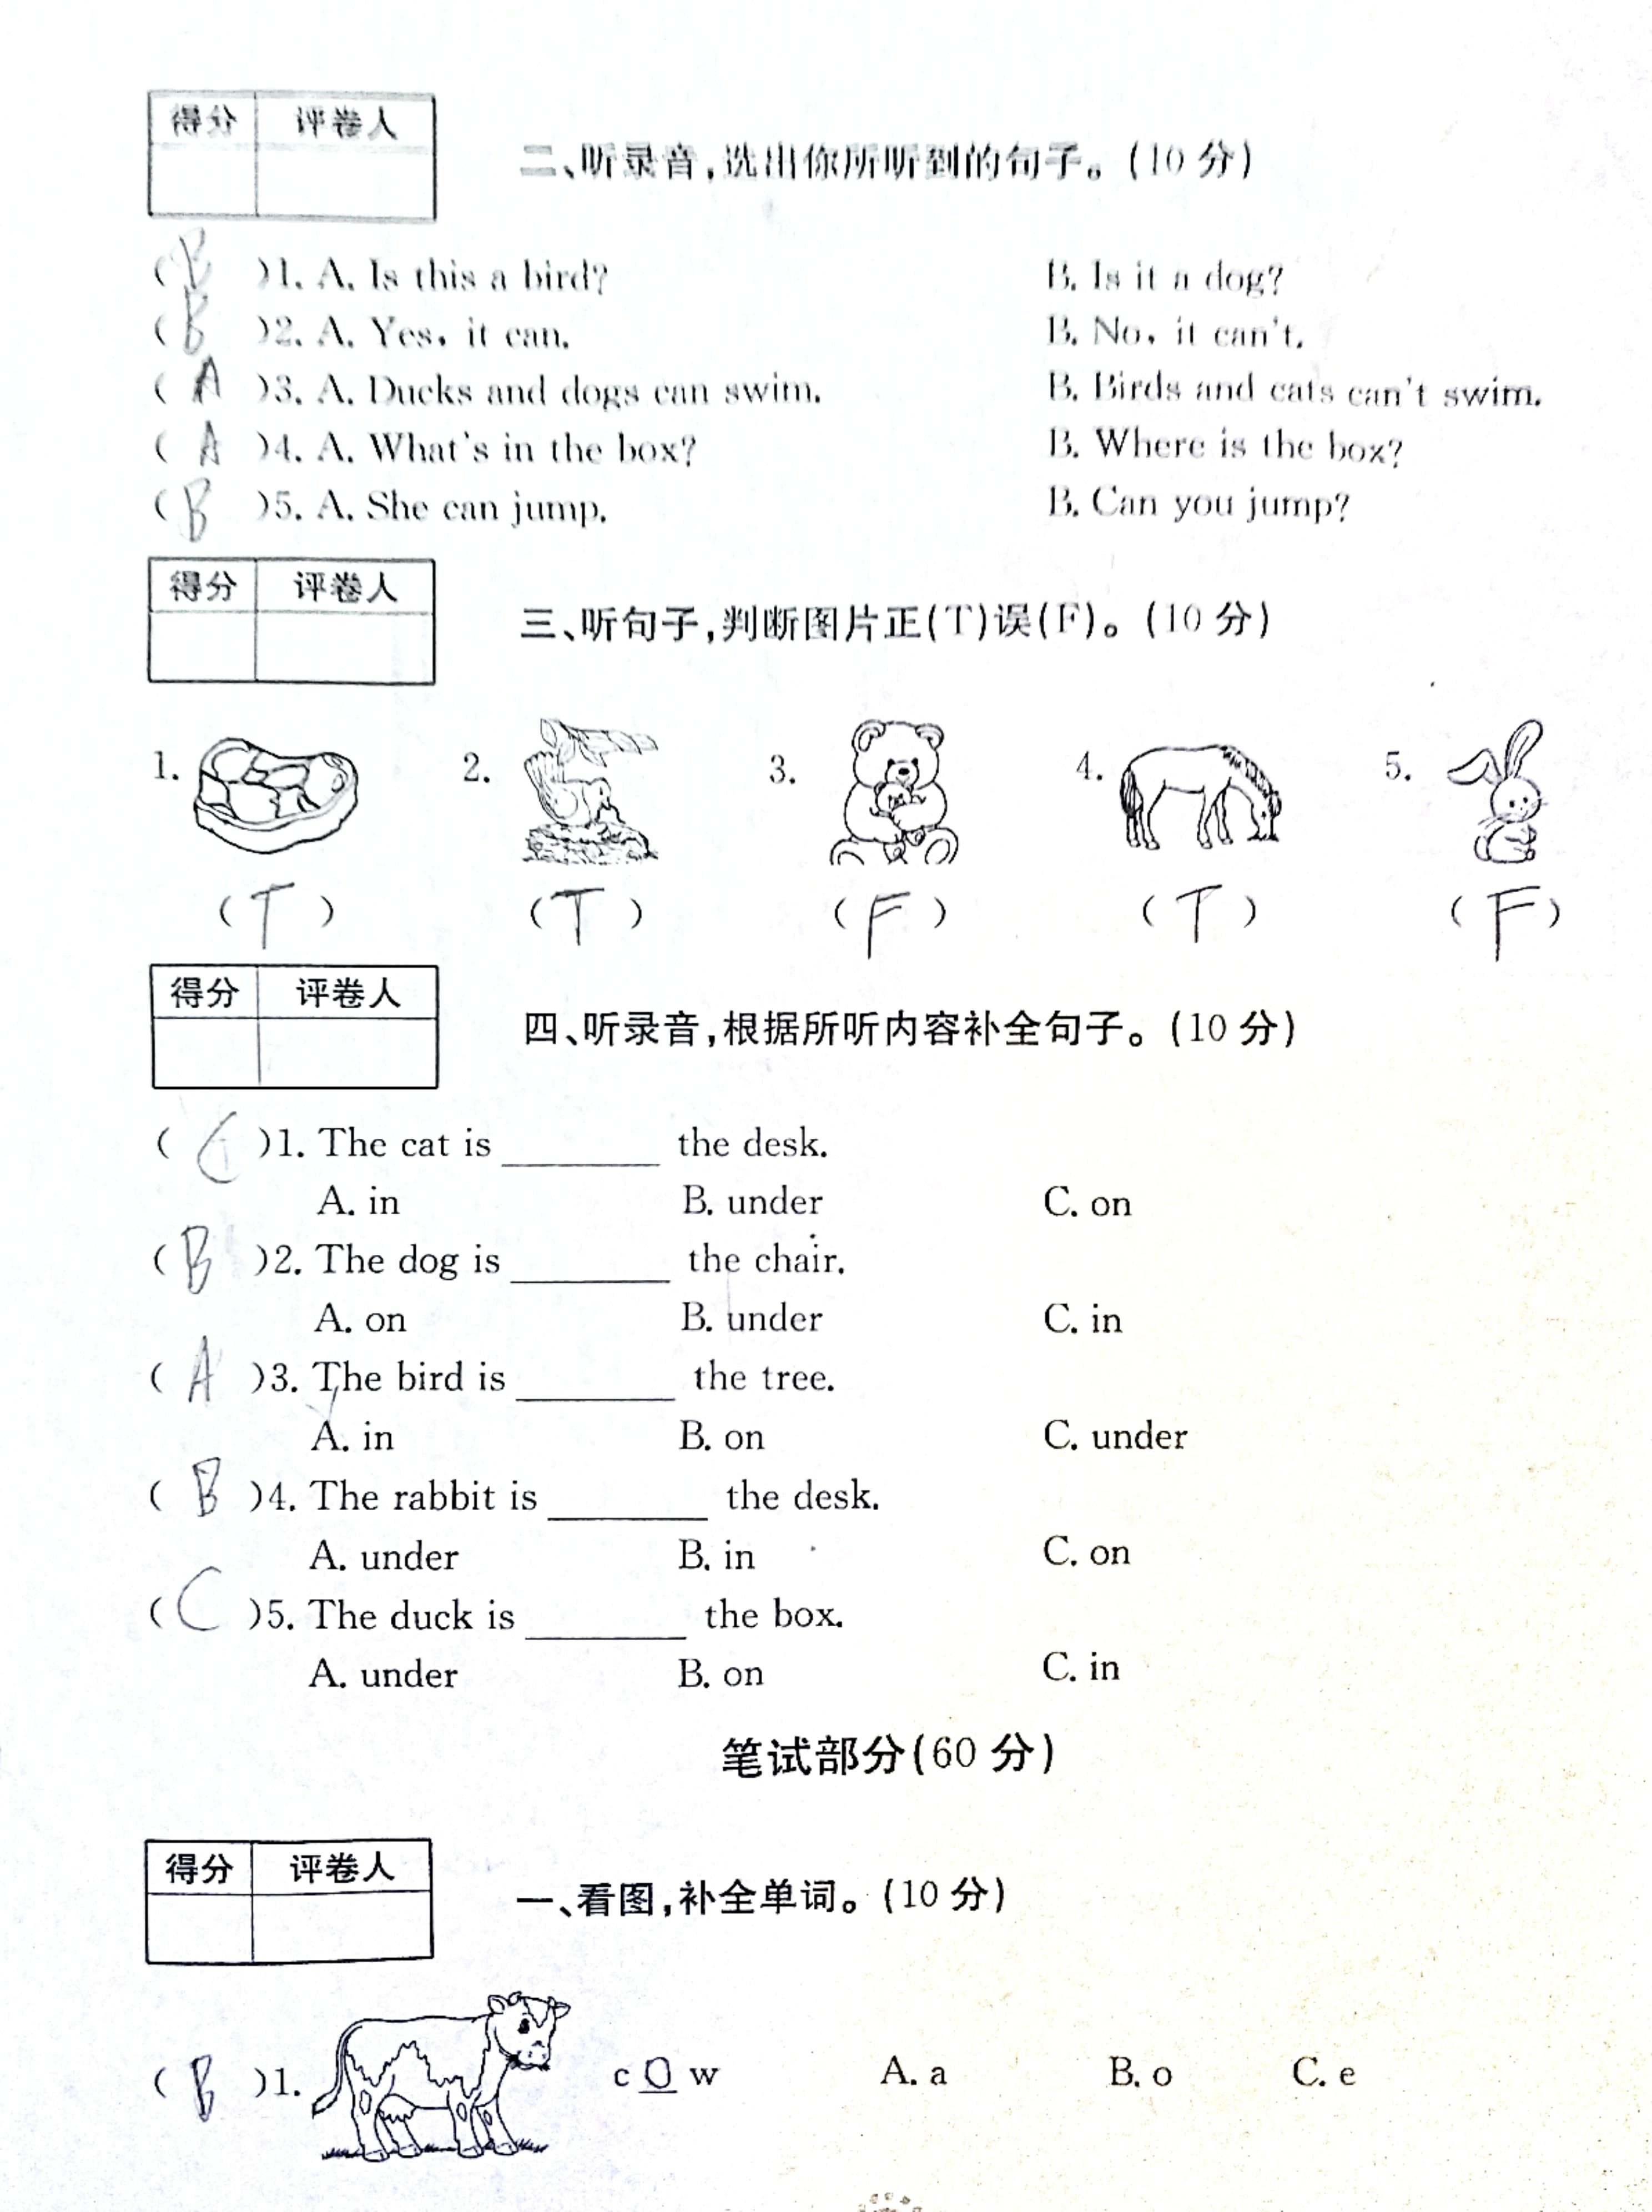 得分 评卷人
二、听录音,选出你所听到的句子。(10 分)
( B )1. A. Is this a bird? B. Is it a dog?
( B )2. A. Yes, it can. B. No, it can't.
( A )3. A. Ducks and dogs can swim. B. Birds and cats can't swim.
( A )4. A. What's in the box? B. Where is the box?
( B )5. A. She can jump. B. Can you jump?
得分 评卷人
三、听句子,判断图片正(T)误(F)。(10 分)
1. 2. 3. 4. 5.
( T ) ( T ) ( F ) ( T ) ( F )
得分 评卷人
四、听录音,根据所听内容补全句子。(10 分)
( C )1. The cat is ________ the desk.
A. in B. under C. on
( B )2. The dog is ________ the chair.
A. on B. under C. in
( A )3. The bird is ________ the tree.
A. in B. on C. under
( B )4. The rabbit is ________ the desk.
A. under B. in C. on
( C )5. The duck is ________ the box.
A. under B. on C. in
笔试部分(60 分)
得分 评卷人
一、看图,补全单词。(10 分)
( B )1. c o w A. a B. o C. e